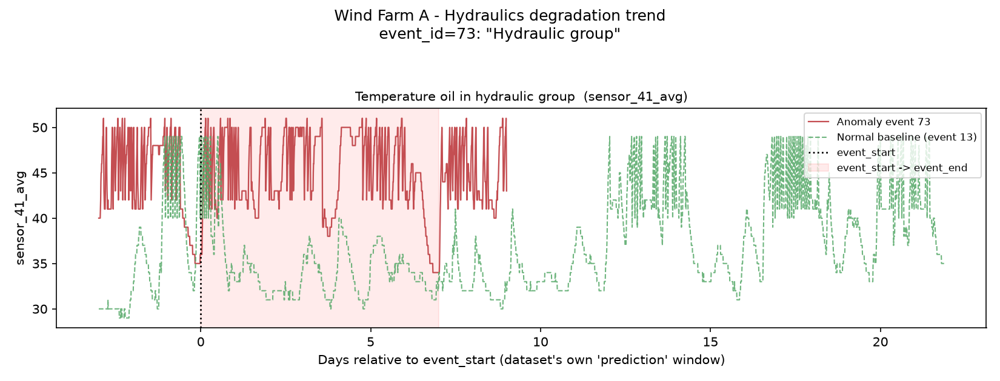 Wind Farm A - Hydraulics degradation trend
event_id=73: "Hydraulic group"
Temperature oil in hydraulic group (sensor_41_avg)
sensor_41_avg
50
45
40
35
30
Anomaly event 73
Normal baseline (event 13)
event_start
event_start -> event_end
0
5
10
15
20
Days relative to event_start (dataset's own 'prediction' window)